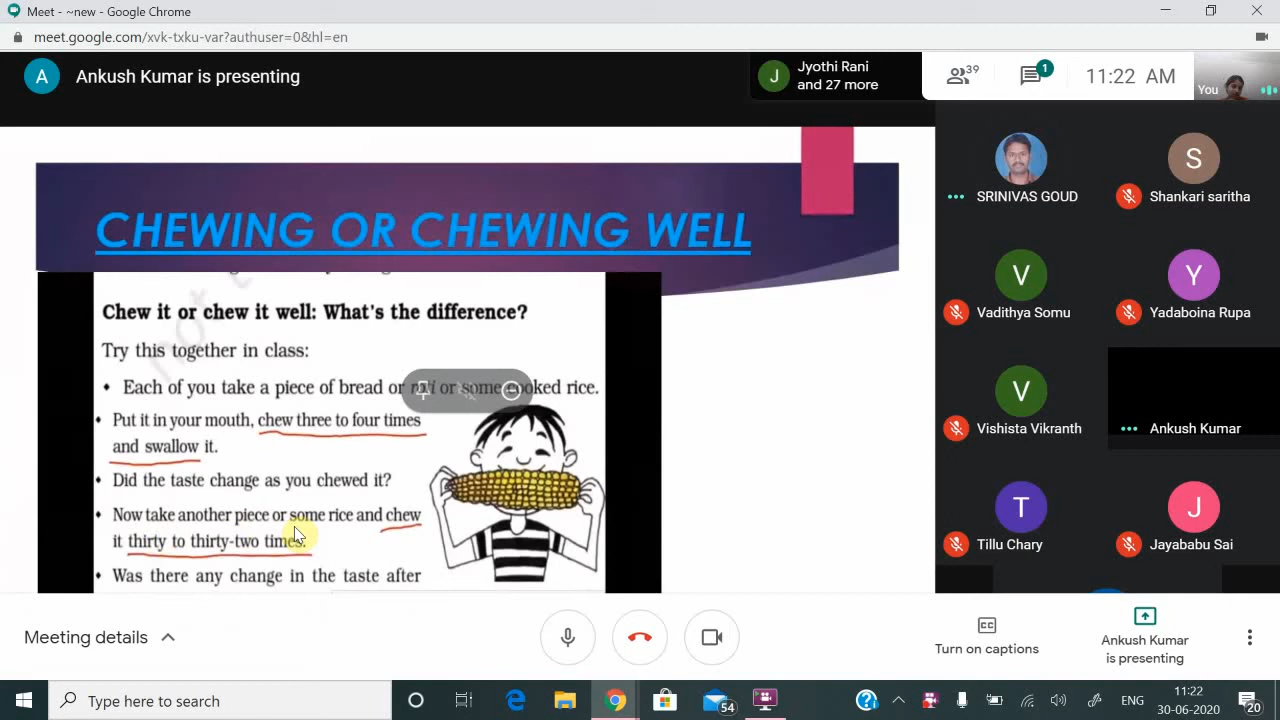 Meet - ~new - Google Chrome
meet.google.com/xvk-txku-var?authuser=0&hl=en
A Ankush Kumar is presenting
J Jyothi Rani
and 27 more
39
1
11:22 AM
You
CHEWING OR CHEWING WELL
Chew it or chew it well: What's the difference?
Try this together in class:
• Each of you take a piece of bread or or some cooked rice.
• Put it in your mouth, chew three to four times
and swallow it.
• Did the taste change as you chewed it?
• Now take another piece or some rice and chew
it thirty to thirty-two times.
• Was there any change in the taste after
SRINIVAS GOUD
S
Shankari saritha
V
Vadithya Somu
Y
Yadaboina Rupa
V
Vishista Vikranth
Ankush Kumar
T
Tillu Chary
J
Jayababu Sai
Meeting details
CC
Turn on captions
Ankush Kumar
is presenting
Type here to search
54
ENG
11:22
30-06-2020
20